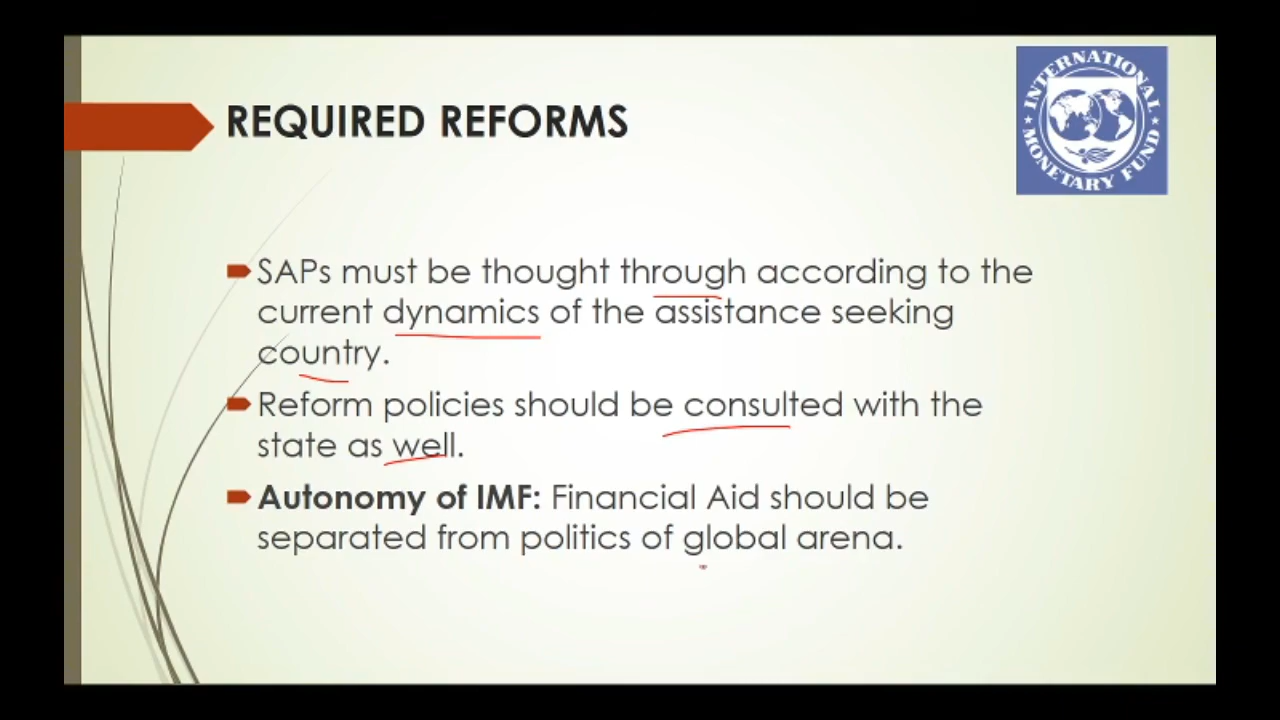 INTERNATIONAL
MONETARY FUND
REQUIRED REFORMS
SAPs must be thought through according to the
current dynamics of the assistance seeking
country.
Reform policies should be consulted with the
state as well.
Autonomy of IMF: Financial Aid should be
separated from politics of global arena.